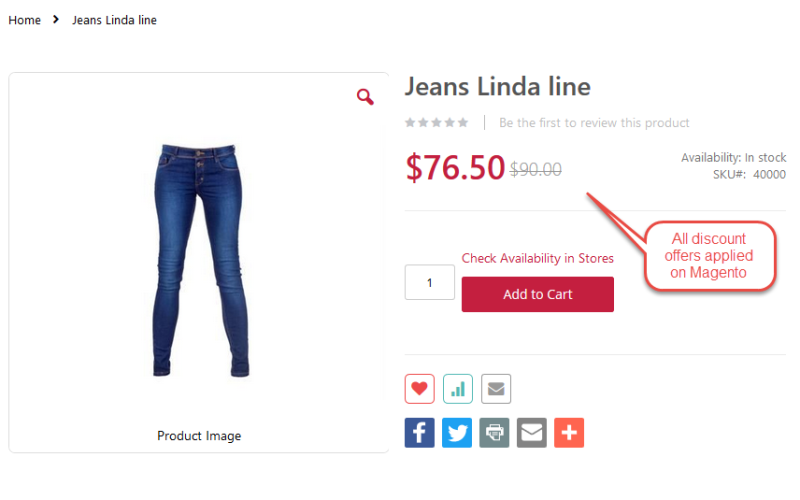 Home > Jeans Linda line
Jeans Linda line
Be the first to review this product
$76.50 $90.00
Availability: In stock
SKU#: 40000
All discount
offers applied
on Magento
Check Availability in Stores
1
Add to Cart
Product Image